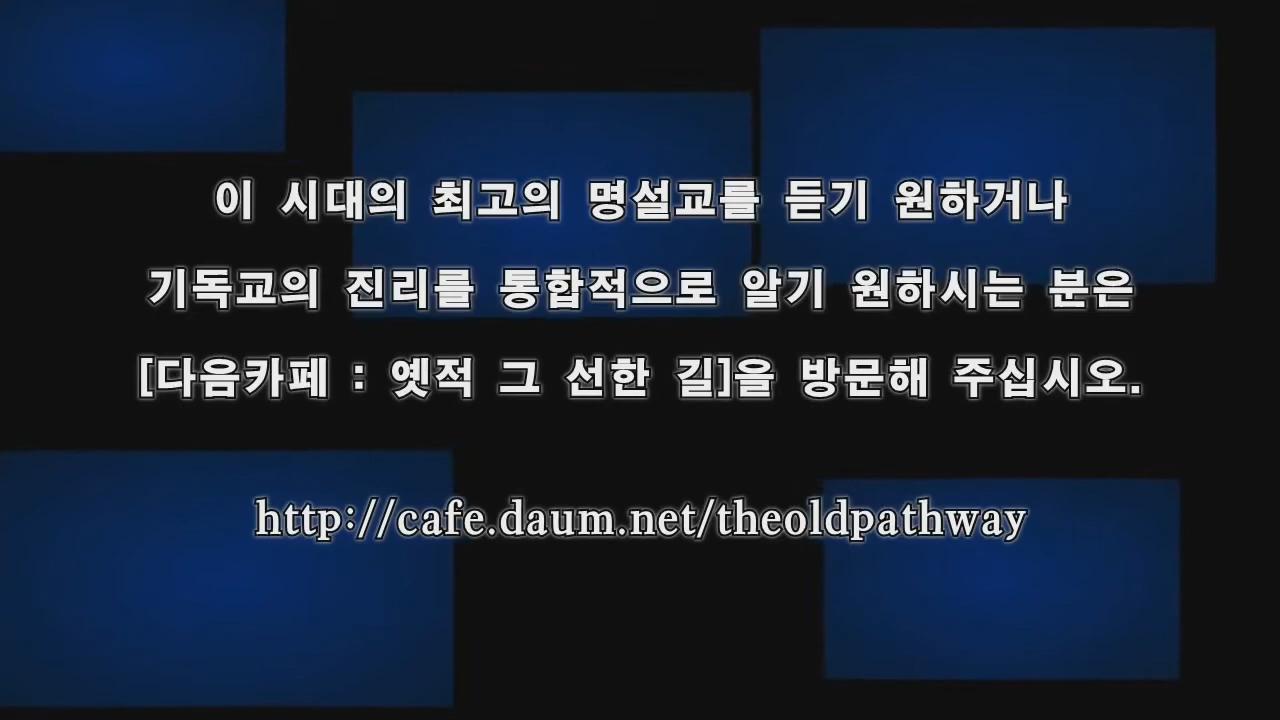 이 시대의 최고의 명설교를 듣기 원하거나
기독교의 진리를 통합적으로 알기 원하시는 분은
[다음카페 : 옛적 그 선한 길]을 방문해 주십시오.
http://cafe.daum.net/theoldpathway